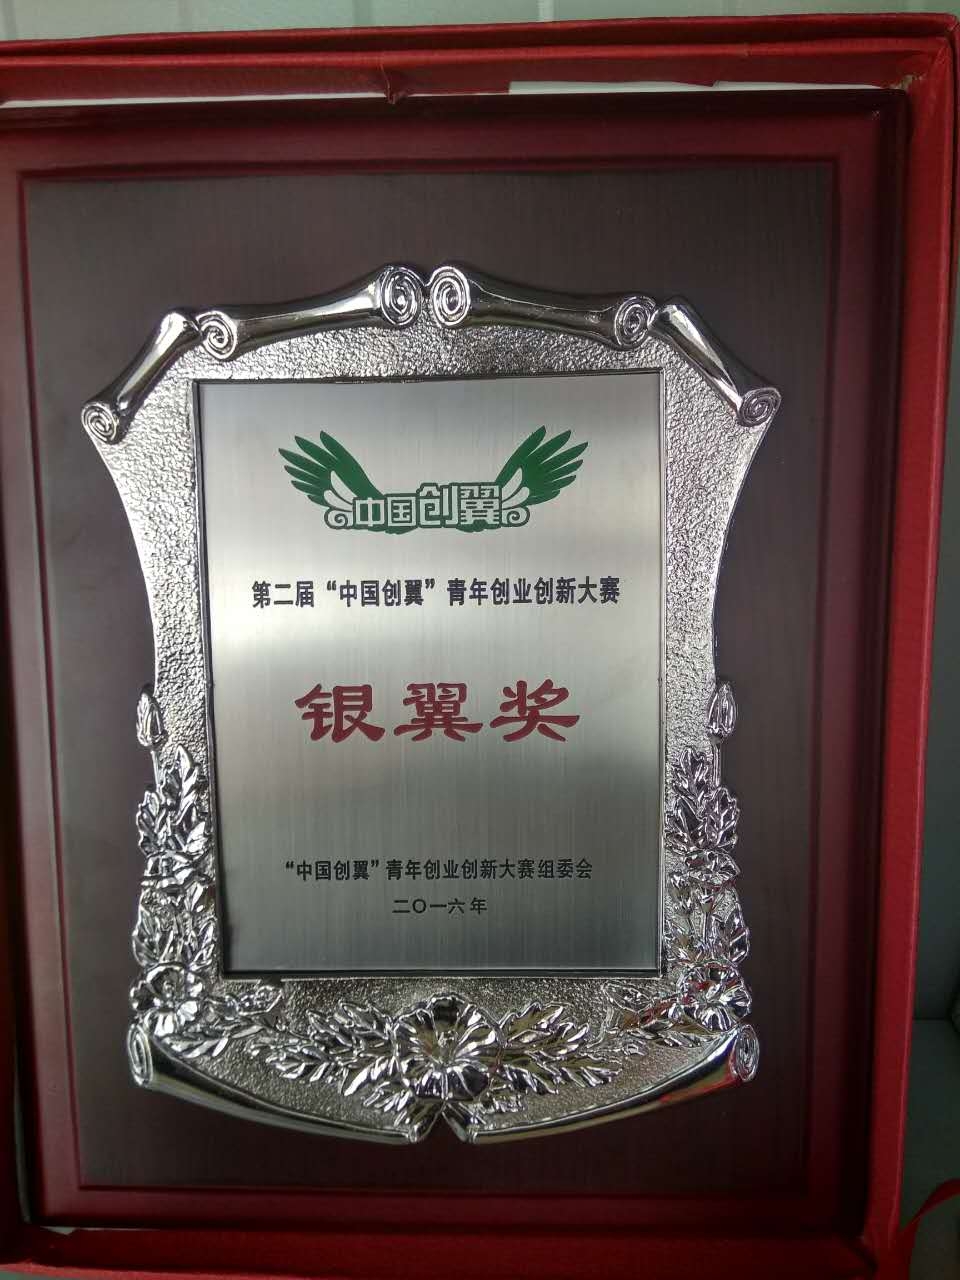 中国创翼
第二届“中国创翼”青年创业创新大赛
银翼奖
“中国创翼”青年创业创新大赛组委会
二〇一六年